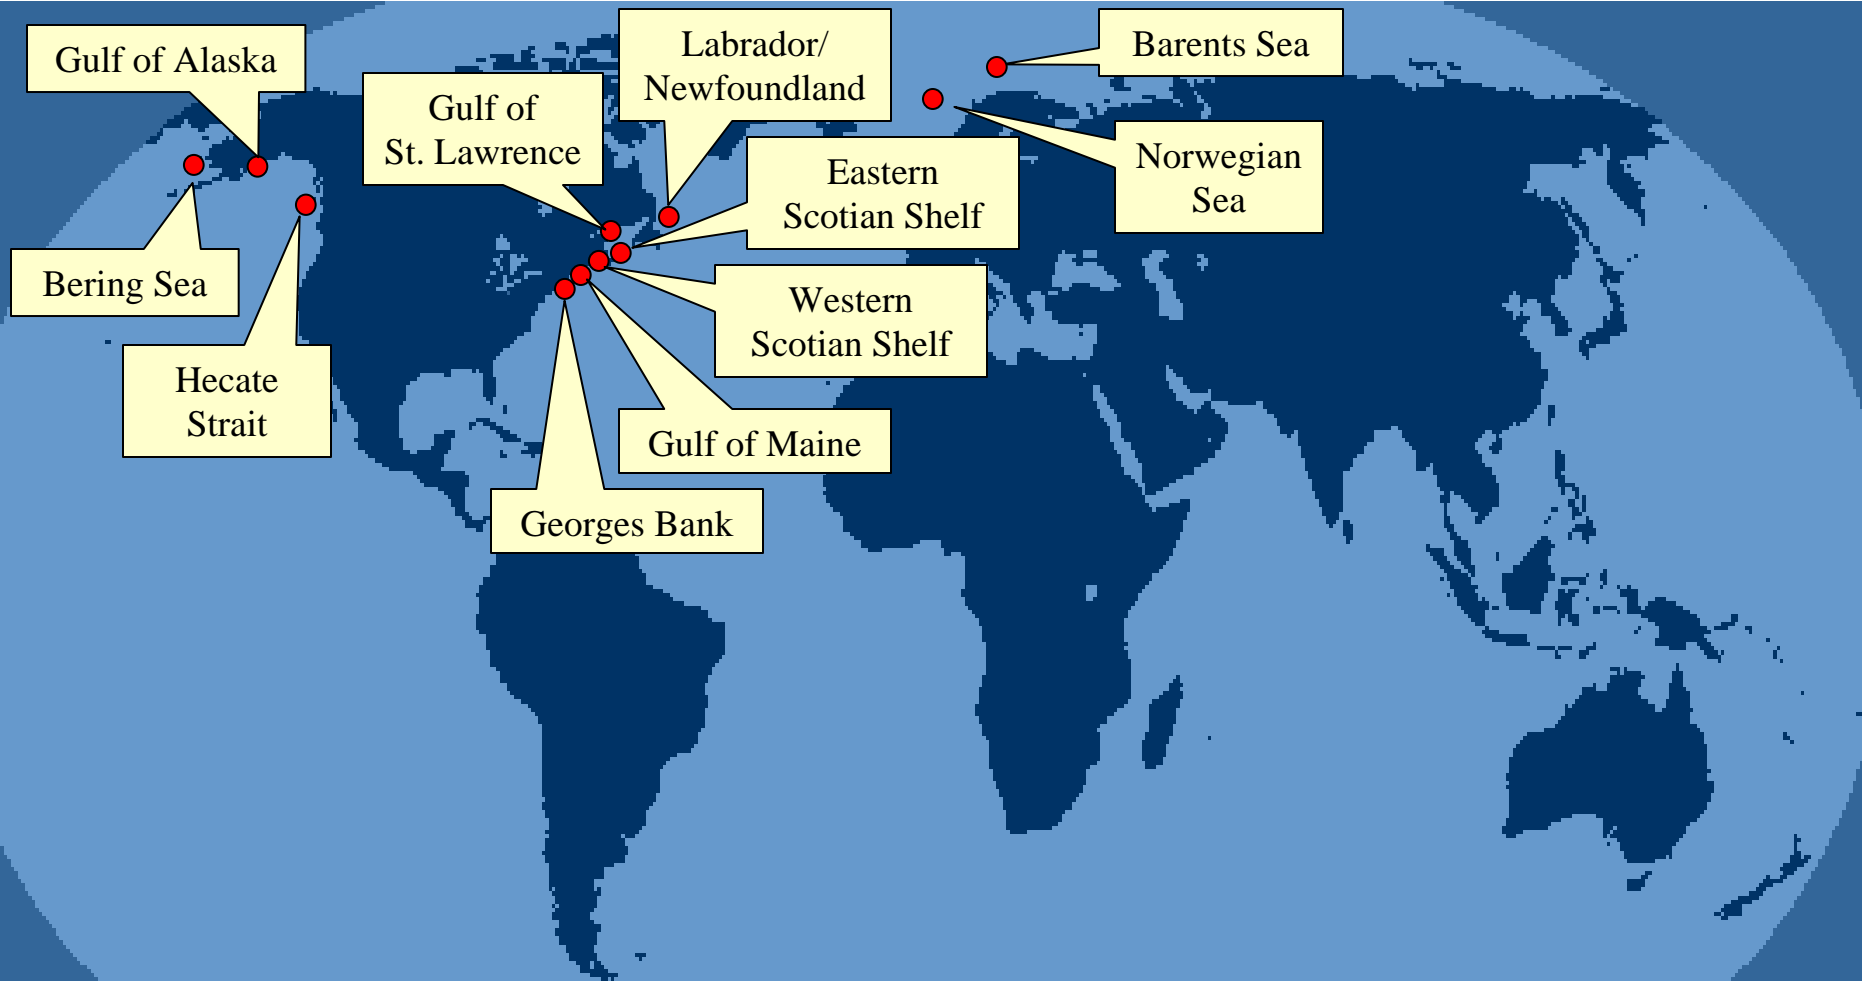 Gulf of Alaska
Gulf of
St. Lawrence
Labrador/
Newfoundland
Barents Sea
Eastern
Scotian Shelf
Norwegian
Sea
Bering Sea
Western
Scotian Shelf
Hecate
Strait
Gulf of Maine
Georges Bank